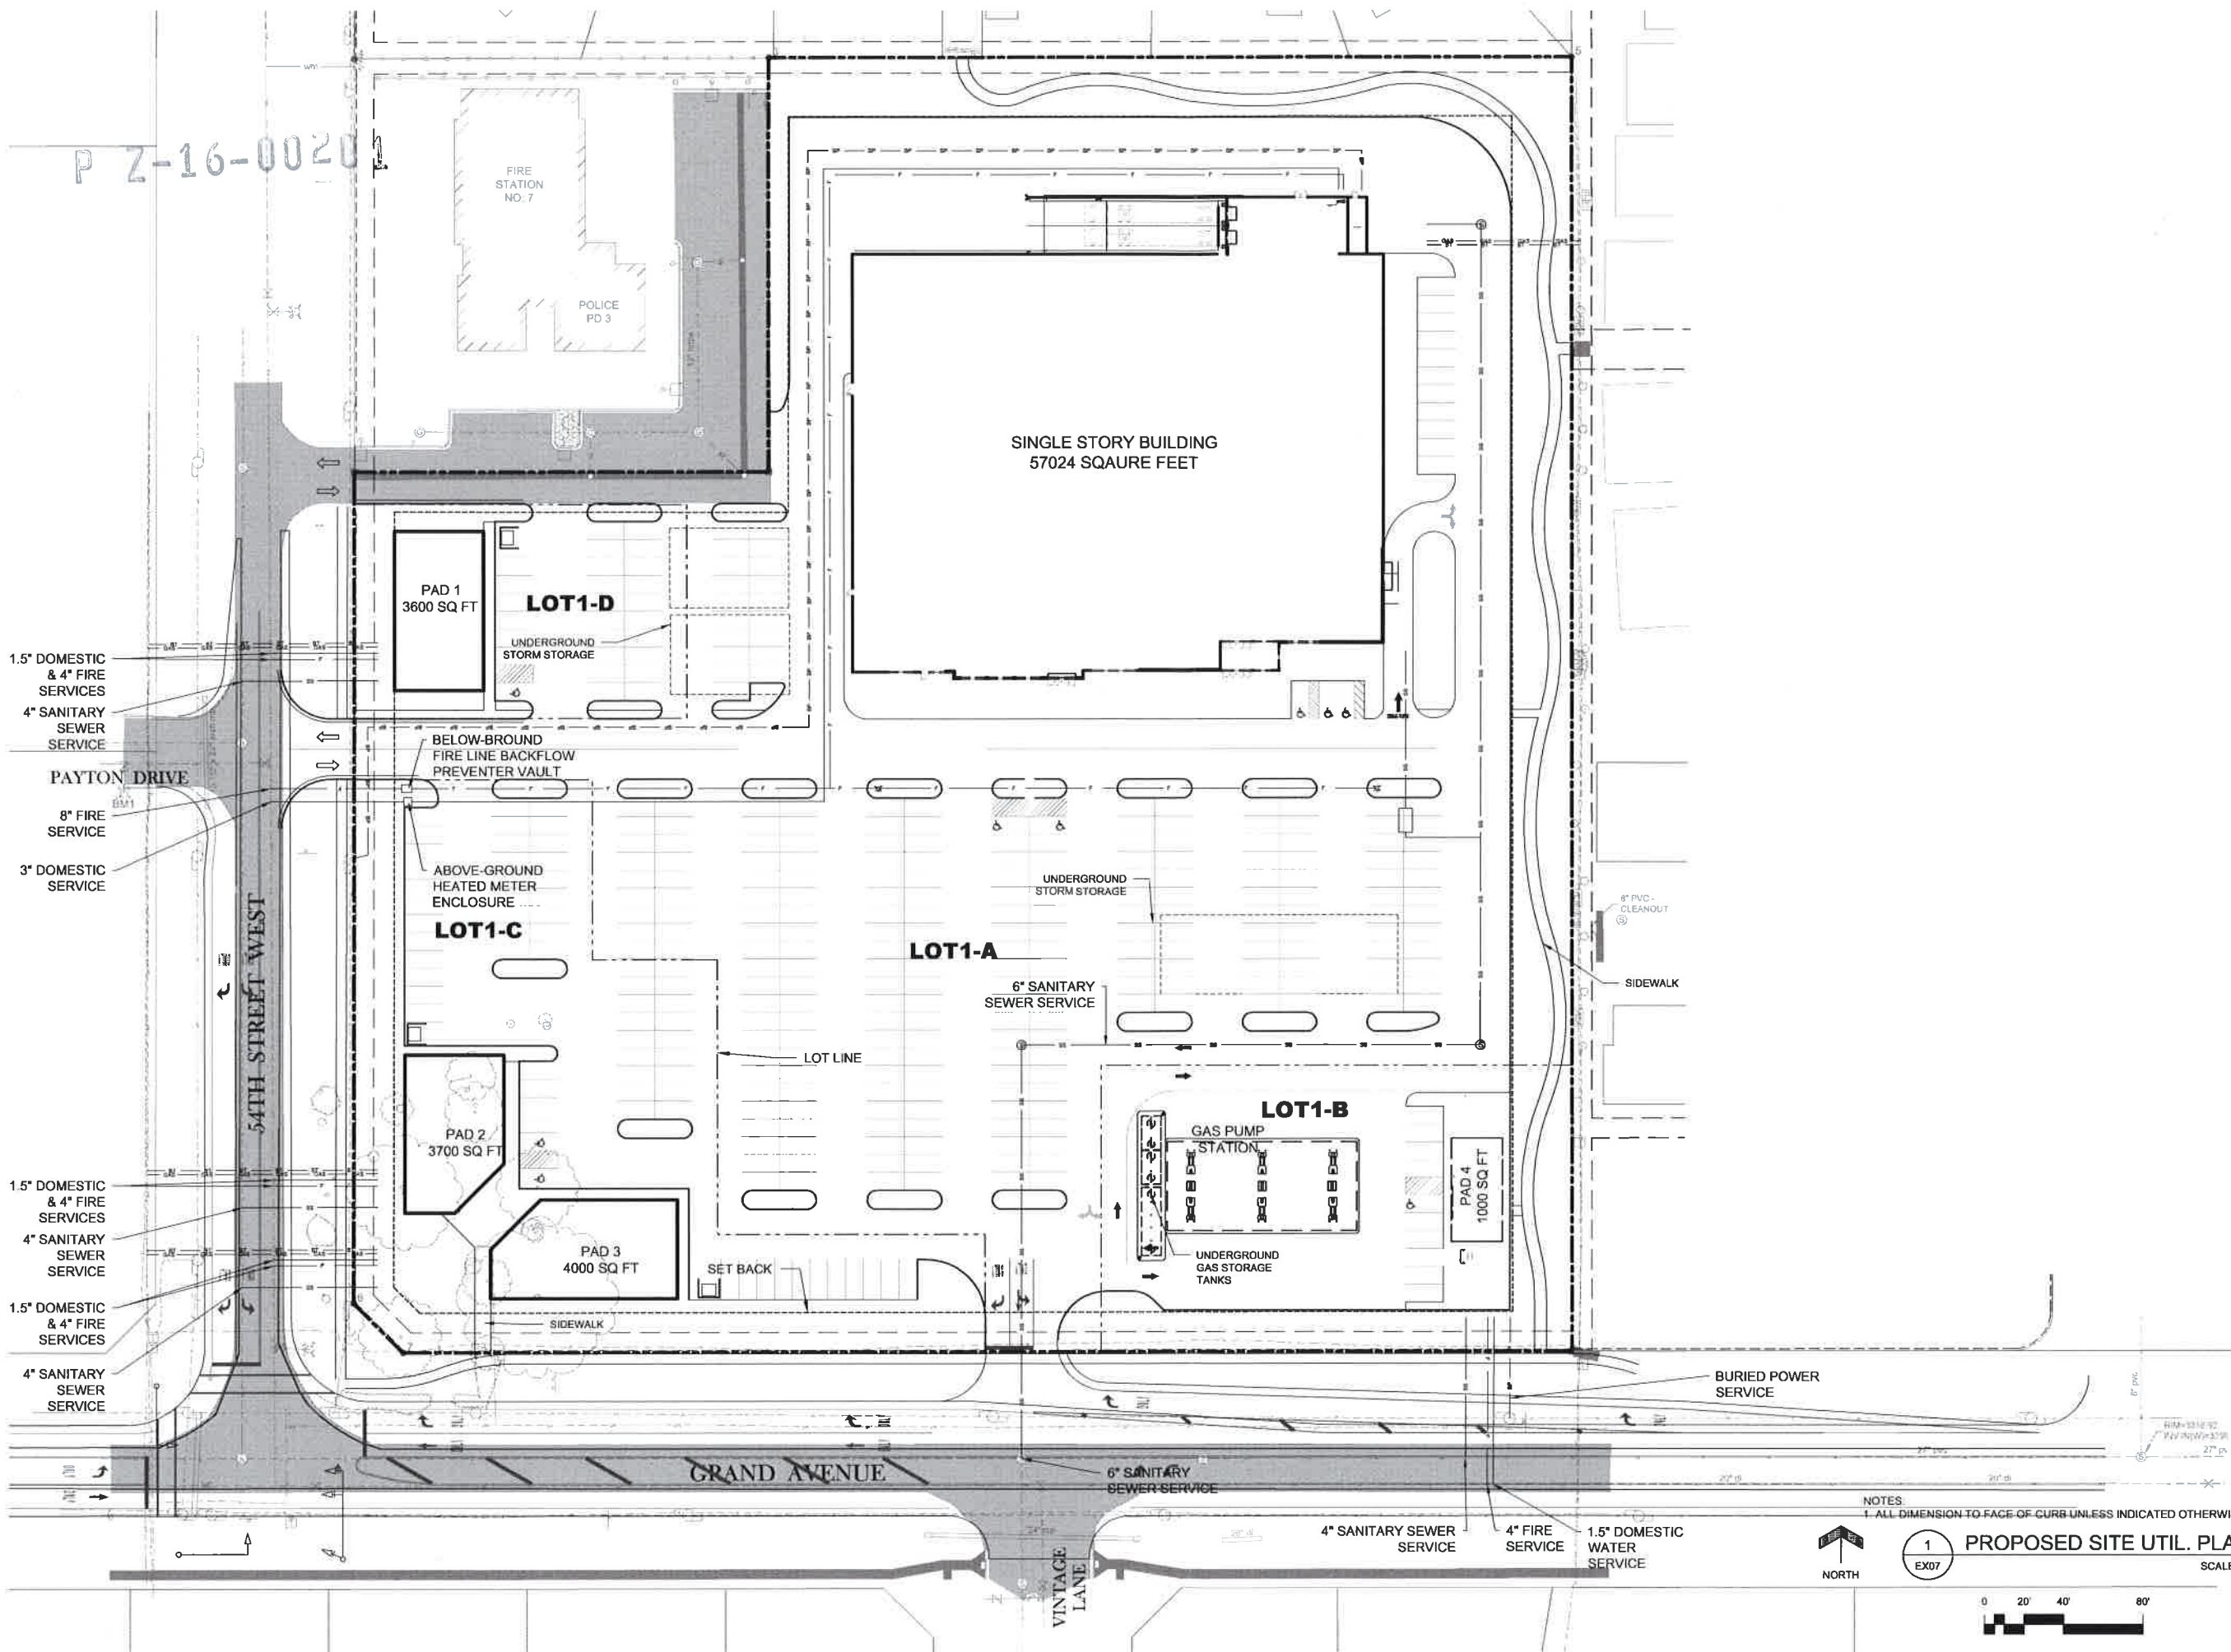 P Z-16-0020
FIRE
STATION
NO. 7
POLICE
PD 3
SINGLE STORY BUILDING
57024 SQAURE FEET
PAD 1
3600 SQ FT
LOT1-D
UNDERGROUND
STORM STORAGE
1.5" DOMESTIC
& 4" FIRE
SERVICES
4" SANITARY
SEWER
SERVICE
PAYTON DRIVE
BM1
8" FIRE
SERVICE
3" DOMESTIC
SERVICE
BELOW-BROUND
FIRE LINE BACKFLOW
PREVENTER VAULT
ABOVE-GROUND
HEATED METER
ENCLOSURE
LOT1-C
54TH STREET WEST
UNDERGROUND
STORM STORAGE
LOT1-A
6" SANITARY
SEWER SERVICE
6" PVC -
CLEANOUT
SIDEWALK
LOT LINE
LOT1-B
GAS PUMP
STATION
PAD 4
1000 SQ FT
UNDERGROUND
GAS STORAGE
TANKS
PAD 2
3700 SQ FT
PAD 3
4000 SQ FT
SET BACK
SIDEWALK
1.5" DOMESTIC
& 4" FIRE
SERVICES
4" SANITARY
SEWER
SERVICE
1.5" DOMESTIC
& 4" FIRE
SERVICES
4" SANITARY
SEWER
SERVICE
BURIED POWER
SERVICE
GRAND AVENUE
6" SANITARY
SEWER SERVICE
VINTAGE
LANE
4" SANITARY SEWER
SERVICE
4" FIRE
SERVICE
1.5" DOMESTIC
WATER
SERVICE
NORTH
NOTES:
1. ALL DIMENSION TO FACE OF CURB UNLESS INDICATED OTHERWI
1
EX07
PROPOSED SITE UTIL. PLA
SCALE
0 20' 40' 80'